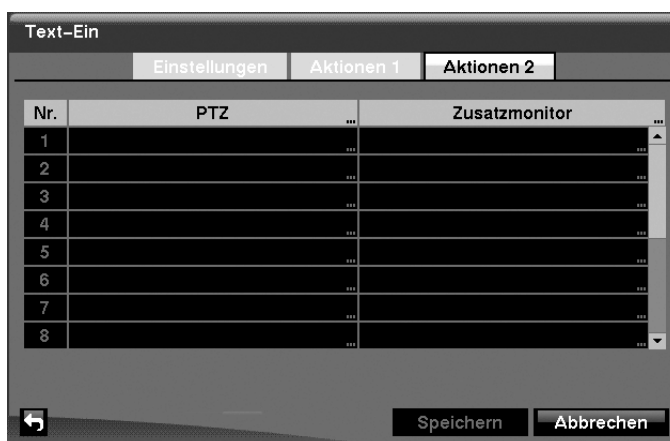 Text-Ein
Einstellungen Aktionen 1 Aktionen 2
Nr. PTZ ... Zusatzmonitor ...
1 ... ...
2 ... ...
3 ... ...
4 ... ...
5 ... ...
6 ... ...
7 ... ...
8 ... ...
Speichern Abbrechen